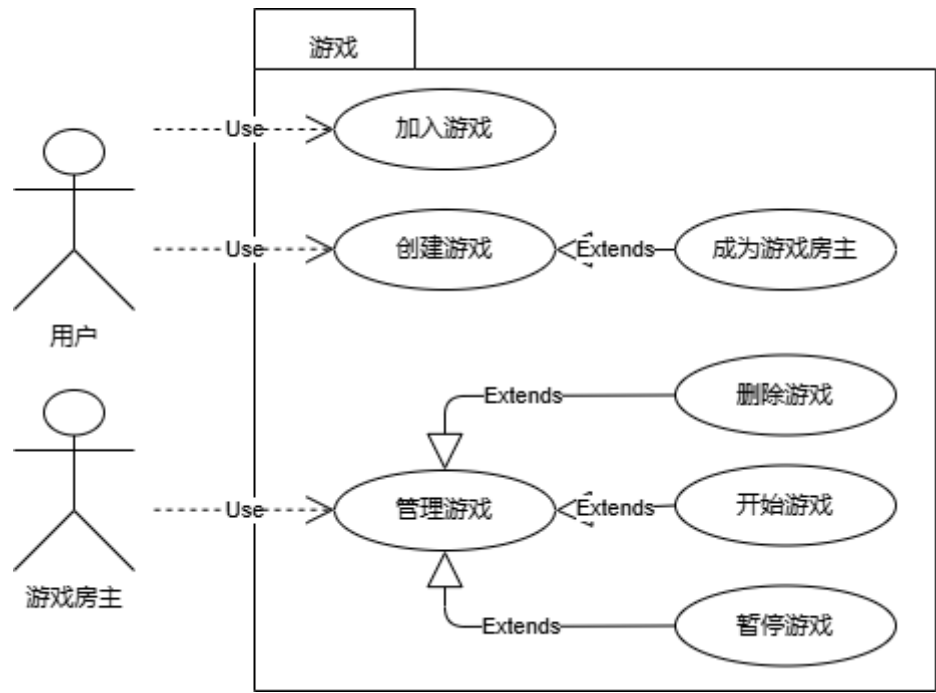 游戏
Use
加入游戏
Use
创建游戏
Extends
成为游戏房主
用户
Extends
删除游戏
Use
管理游戏
Extends
开始游戏
游戏房主
Extends
暂停游戏